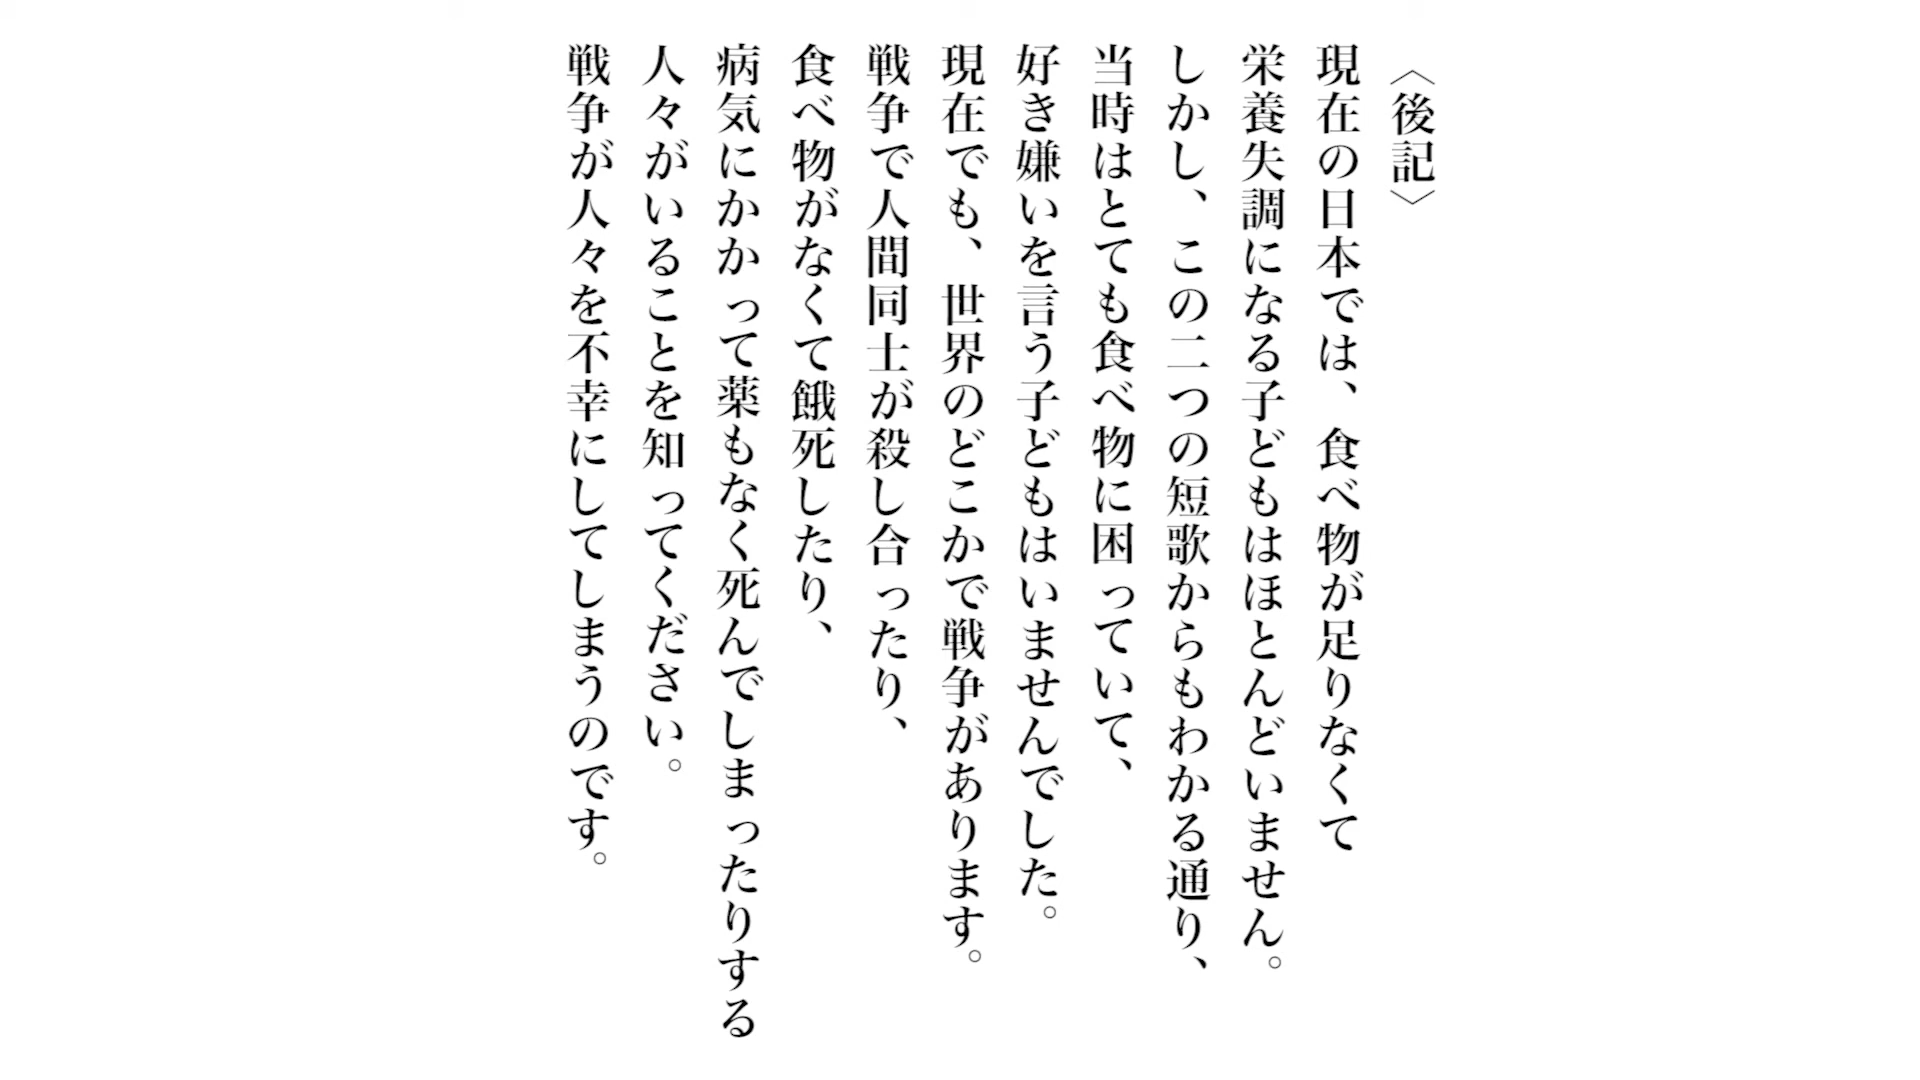 〈後記〉
現在の日本では、食べ物が足りなくて
栄養失調になる子どもはほとんどいません。
しかし、この二つの短歌からもわかる通り、
当時はとても食べ物に困っていて、
好き嫌いを言う子どもはいませんでした。
現在でも、世界のどこかで戦争があります。
戦争で人間同士が殺し合ったり、
食べ物がなくて餓死したり、
病気にかかって薬もなく死んでしまったりする
人々がいることを知ってください。
戦争が人々を不幸にしてしまうのです。